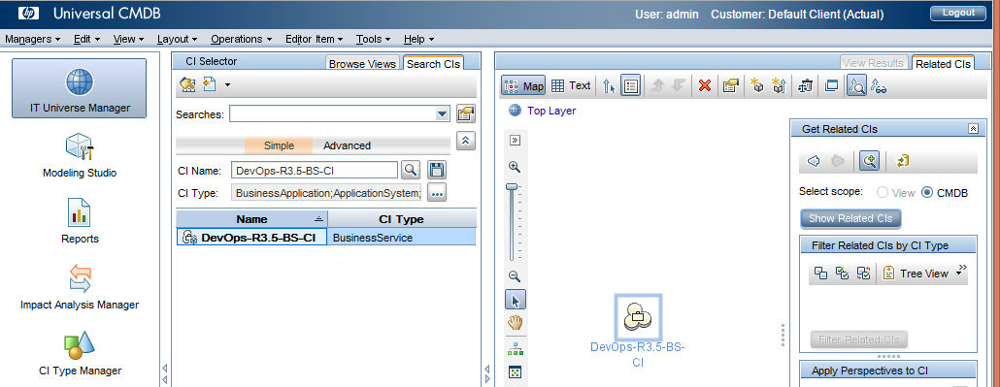 hp Universal CMDB
User: admin Customer: Default Client (Actual) Logout
Managers Edit View Layout Operations Editor Item Tools Help
IT Universe Manager
Modeling Studio
Reports
Impact Analysis Manager
CI Type Manager
CI Selector Browse Views Search CIs
Searches:
Simple Advanced
CI Name: DevOps-R3.5-BS-CI
CI Type: BusinessApplication;ApplicationSystem; ...
Name CI Type
DevOps-R3.5-BS-CI BusinessService
View Results Related CIs
Map Text
Top Layer
DevOps-R3.5-BS-
CI
Get Related CIs
Select scope: View CMDB
Show Related CIs
Filter Related CIs by CI Type
Tree View
Filter Related CIs
Apply Perspectives to CI